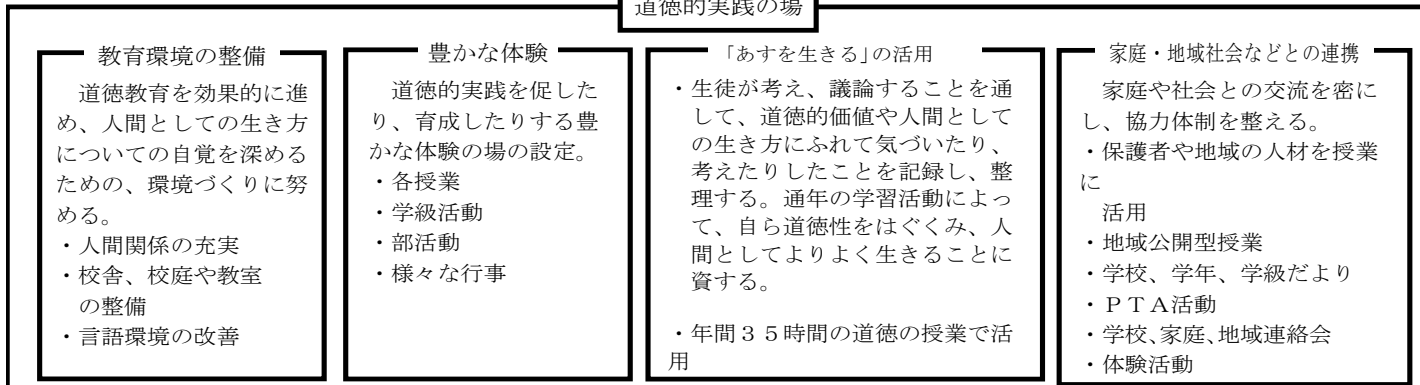 道徳的実践の場
教育環境の整備
道徳教育を効果的に進
め、人間としての生き方
についての自覚を深める
ための、環境づくりに努
める。
・人間関係の充実
・校舎、校庭や教室
の整備
・言語環境の改善
豊かな体験
道徳的実践を促した
り、育成したりする豊
かな体験の場の設定。
・各授業
・学級活動
・部活動
・様々な行事
「あすを生きる」の活用
・生徒が考え、議論することを通
して、道徳的価値や人間として
の生き方にふれて気づいたり、
考えたりしたことを記録し、整
理する。通年の学習活動によっ
て、自ら道徳性をはぐくみ、人
間としてよりよく生きることに
資する。
・年間３５時間の道徳の授業で活
用
家庭・地域社会などとの連携
家庭や社会との交流を密に
し、協力体制を整える。
・保護者や地域の人材を授業
に
活用
・地域公開型授業
・学校、学年、学級だより
・ＰＴＡ活動
・学校、家庭、地域連絡会
・体験活動